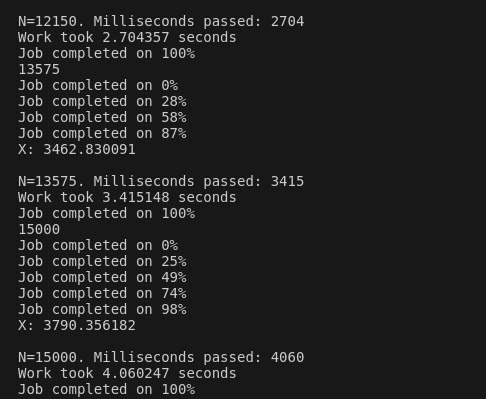 N=12150. Milliseconds passed: 2704
Work took 2.704357 seconds
Job completed on 100%
13575
Job completed on 0%
Job completed on 28%
Job completed on 58%
Job completed on 87%
X: 3462.830091
N=13575. Milliseconds passed: 3415
Work took 3.415148 seconds
Job completed on 100%
15000
Job completed on 0%
Job completed on 25%
Job completed on 49%
Job completed on 74%
Job completed on 98%
X: 3790.356182
N=15000. Milliseconds passed: 4060
Work took 4.060247 seconds
Job completed on 100%